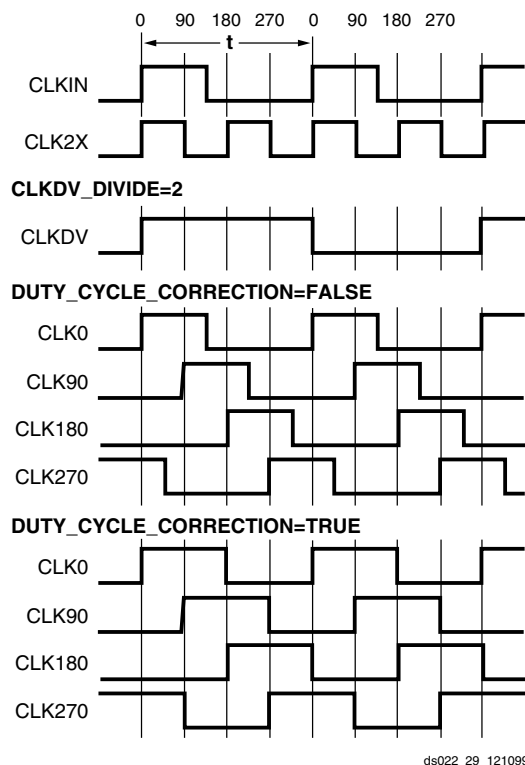 0 90 180 270 0 90 180 270
t
CLKIN
CLK2X
CLKDV_DIVIDE=2
CLKDV
DUTY_CYCLE_CORRECTION=FALSE
CLK0
CLK90
CLK180
CLK270
DUTY_CYCLE_CORRECTION=TRUE
CLK0
CLK90
CLK180
CLK270
ds022_29_121099